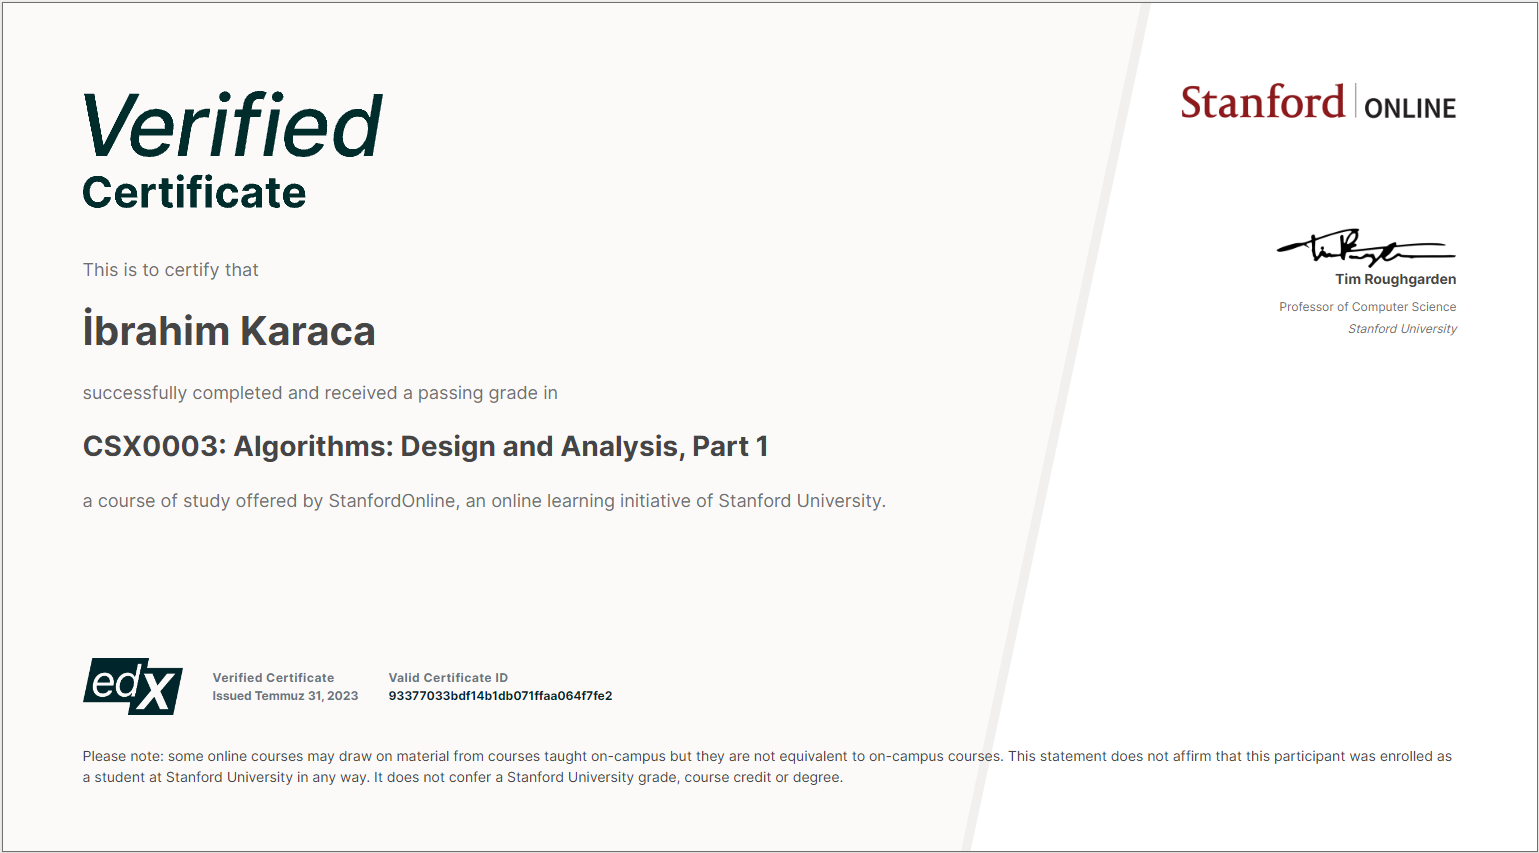 Verified
Certificate
This is to certify that
İbrahim Karaca
successfully completed and received a passing grade in
CSX0003: Algorithms: Design and Analysis, Part 1
a course of study offered by StanfordOnline, an online learning initiative of Stanford University.
Stanford | ONLINE
Tim Roughgarden
Professor of Computer Science
Stanford University
edX
Verified Certificate
Issued Temmuz 31, 2023
Valid Certificate ID
93377033bdf14b1db071ffaa064f7fe2
Please note: some online courses may draw on material from courses taught on-campus but they are not equivalent to on-campus courses. This statement does not affirm that this participant was enrolled as
a student at Stanford University in any way. It does not confer a Stanford University grade, course credit or degree.